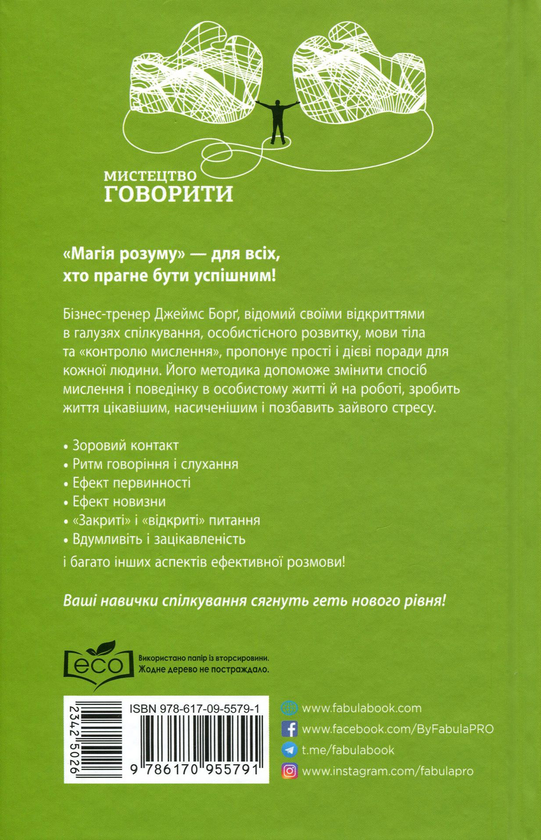 МИСТЕЦТВО
ГОВОРИТИ
«Магія розуму» — для всіх,
хто прагне бути успішним!
Бізнес-тренер Джеймс Борґ, відомий своїми відкриттями
в галузях спілкування, особистісного розвитку, мови тіла
та «контролю мислення», пропонує прості і дієві поради для
кожної людини. Його методика допоможе змінити спосіб
мислення і поведінку в особистому житті й на роботі, зробить
життя цікавішим, насиченішим і позбавить зайвого стресу.
• Зоровий контакт
• Ритм говоріння і слухання
• Ефект первинності
• Ефект новизни
• «Закриті» і «відкриті» питання
• Вдумливіть і зацікавленість
і багато інших аспектів ефективної розмови!
Ваші навички спілкування сягнуть геть нового рівня!
eco
Використано папір із вторсировини.
Жодне дерево не постраждало.
2342 5026
ISBN 978-617-09-5579-1
9 786170 955791
www.fabulabook.com
www.facebook.com/ByFabulaPRO
t.me/fabulabook
www.instagram.com/fabulapro